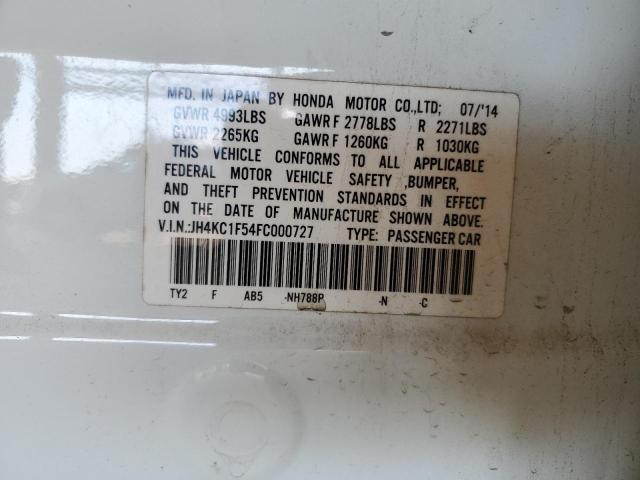 MFD. IN JAPAN BY HONDA MOTOR CO.,LTD; 07/'14
GVWR 4993LBS GAWR F 2778LBS R 2271LBS
GVWR 2265KG GAWR F 1260KG R 1030KG
THIS VEHICLE CONFORMS TO ALL APPLICABLE
FEDERAL MOTOR VEHICLE SAFETY ,BUMPER,
AND THEFT PREVENTION STANDARDS IN EFFECT
ON THE DATE OF MANUFACTURE SHOWN ABOVE.
V.I.N.:JH4KC1F54FC000727 TYPE: PASSENGER CAR
TY2 F AB5 -NH788P -N -C